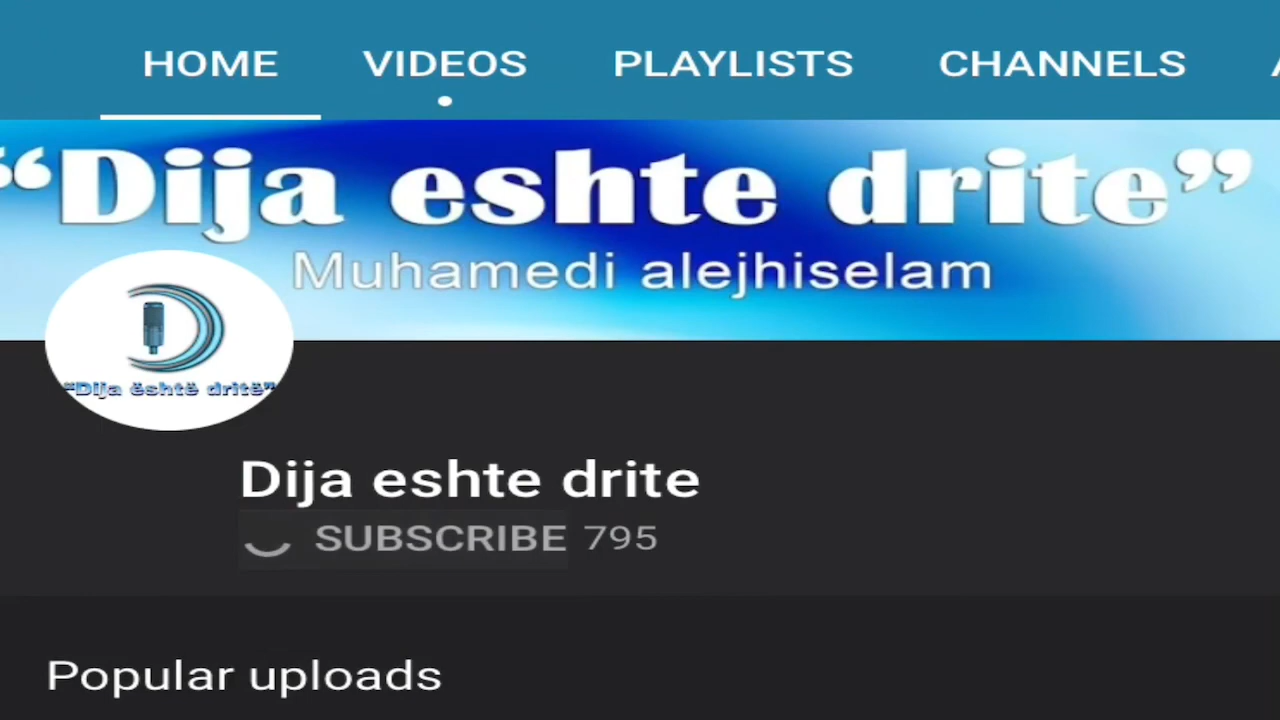 HOME VIDEOS PLAYLISTS CHANNELS
“Dija eshte drite”
Muhamedi alejhiselam
“Dija është dritë”
Dija eshte drite
SUBSCRIBE 795
Popular uploads